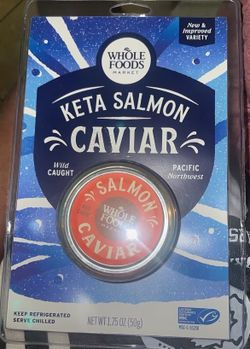 New &
Improved
VARIETY
WHOLE
FOODS
MARKET
KETA SALMON
CAVIAR
Wild
CAUGHT
PACIFIC
Northwest
SALMON
WHOLE
FOODS
MARKET
CAVIAR
KEEP REFRIGERATED
SERVE CHILLED
NET WT 1.75 OZ (50g)